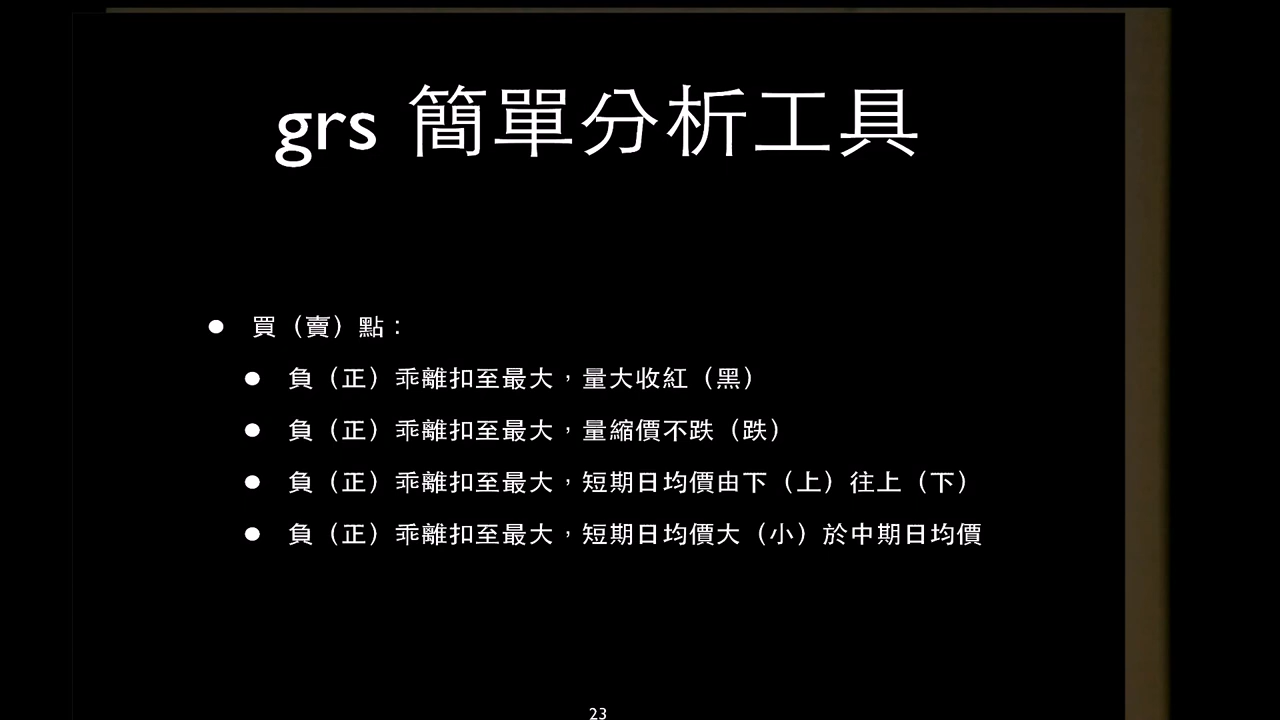 grs 簡單分析工具
買（賣）點：
負（正）乖離扣至最大，量大收紅（黑）
負（正）乖離扣至最大，量縮價不跌（跌）
負（正）乖離扣至最大，短期日均價由下（上）往上（下）
負（正）乖離扣至最大，短期日均價大（小）於中期日均價
23